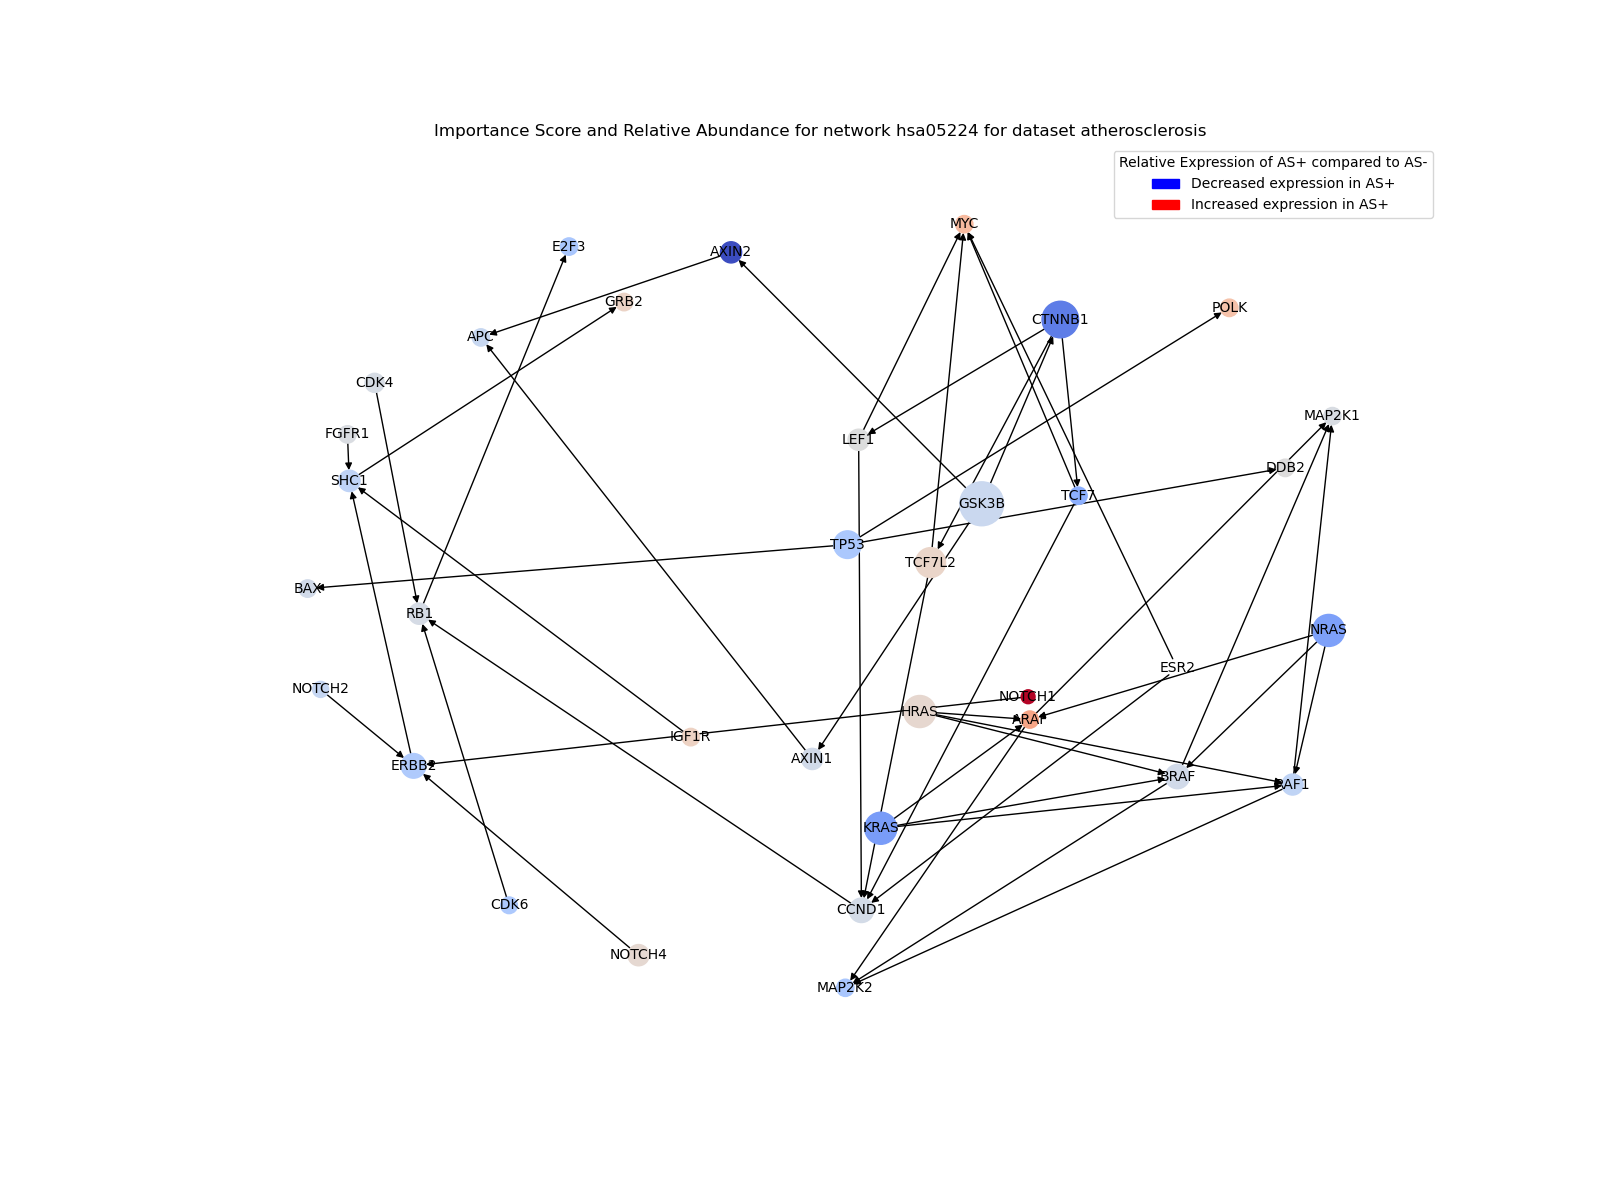 Importance Score and Relative Abundance for network hsa05224 for dataset atherosclerosis
Relative Expression of AS+ compared to AS-
Decreased expression in AS+
Increased expression in AS+
MYC
E2F3
AXIN2
GRB2
POLK
CTNNB1
APC
CDK4
MAP2K1
FGFR1
LEF1
DDB2
SHC1
TCF7
GSK3B
TP53
TCF7L2
BAX
RB1
NRAS
ESR2
NOTCH2
NOTCH1
HRAS
ARAF
IGF1R
AXIN1
ERBB2
BRAF
RAF1
KRAS
CDK6
CCND1
NOTCH4
MAP2K2